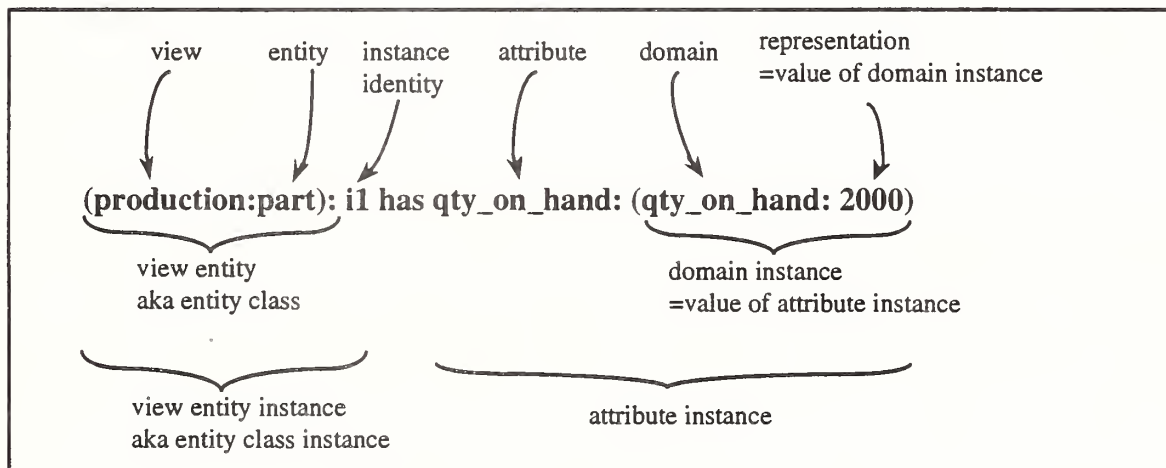 view entity instance attribute domain representation
identity =value of domain instance
(production:part): i1 has qty_on_hand: (qty_on_hand: 2000)
view entity domain instance
aka entity class =value of attribute instance
view entity instance attribute instance
aka entity class instance